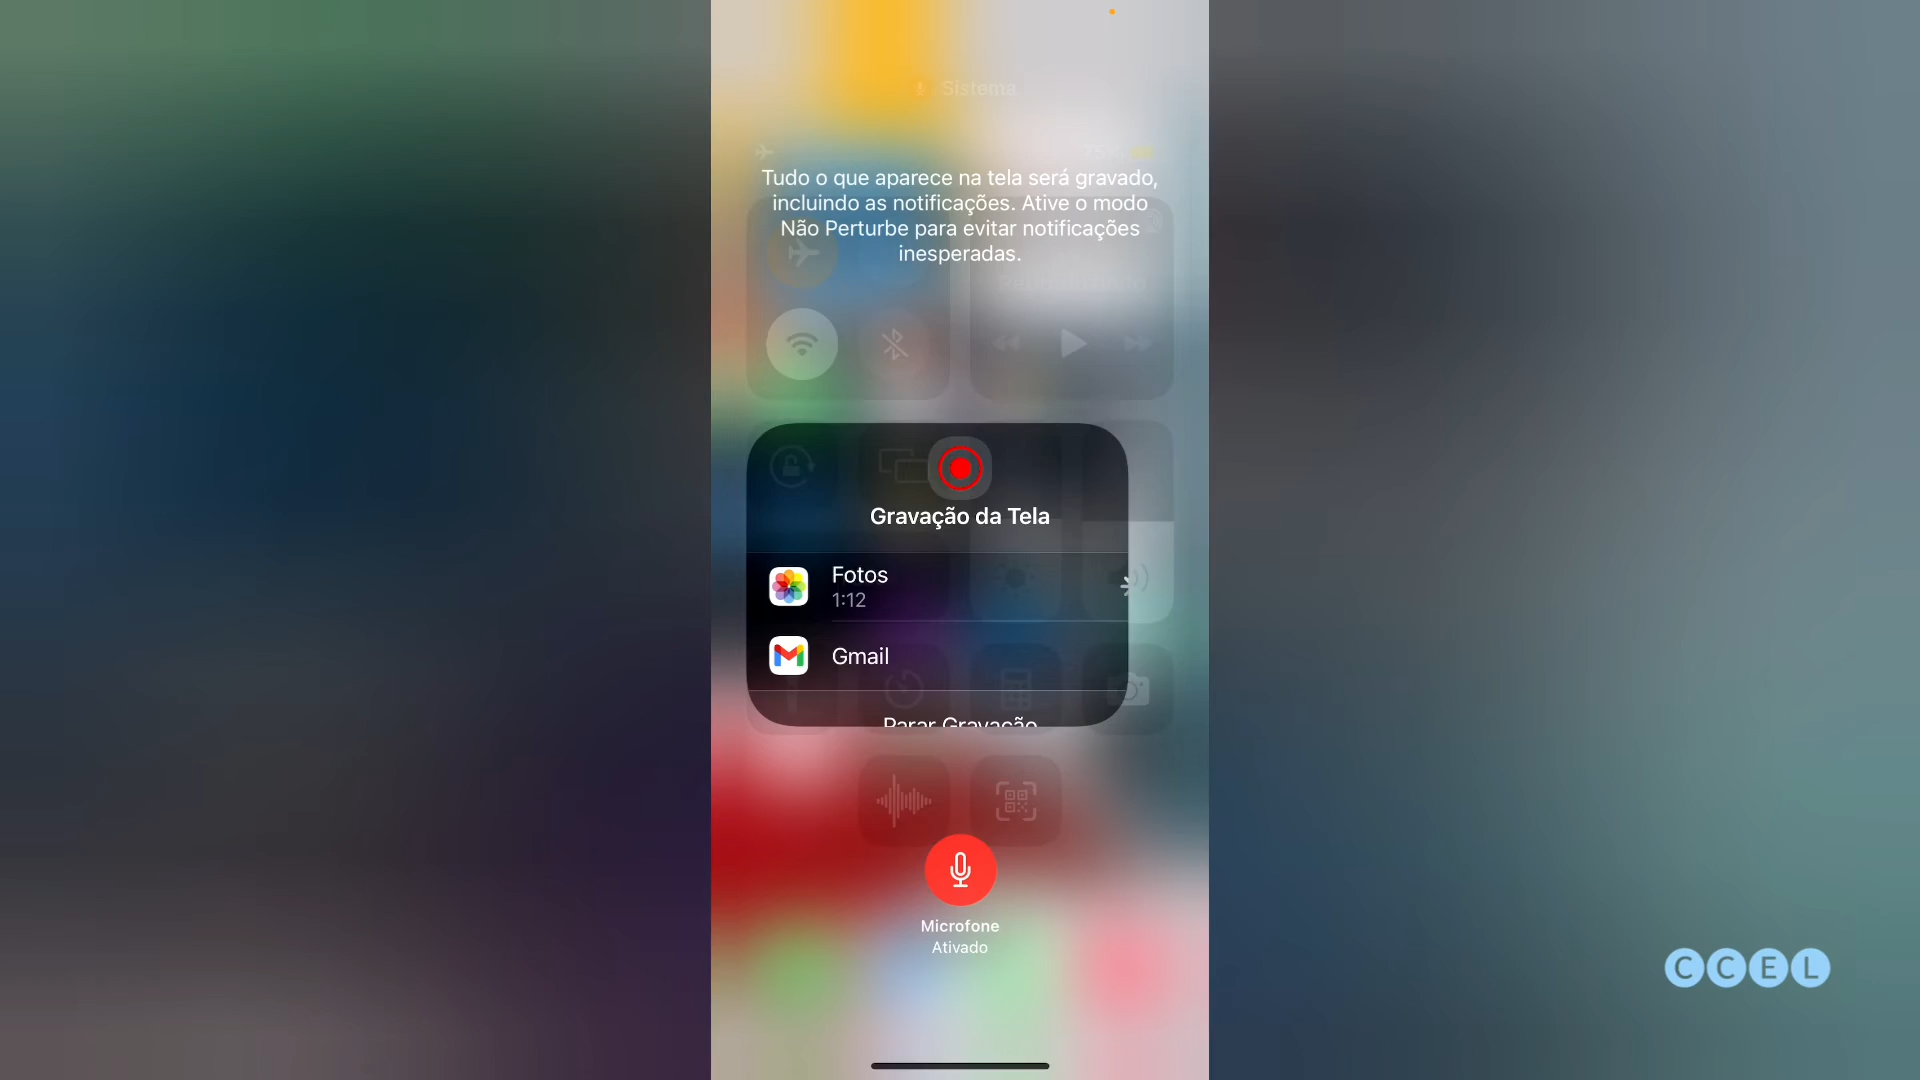 Sistema
Tudo o que aparece na tela será gravado,
incluindo as notificações. Ative o modo
Não Perturbe para evitar notificações
inesperadas.
Gravação da Tela
Fotos
1:12
Gmail
Parar Gravação
Microfone
Ativado
CCEL